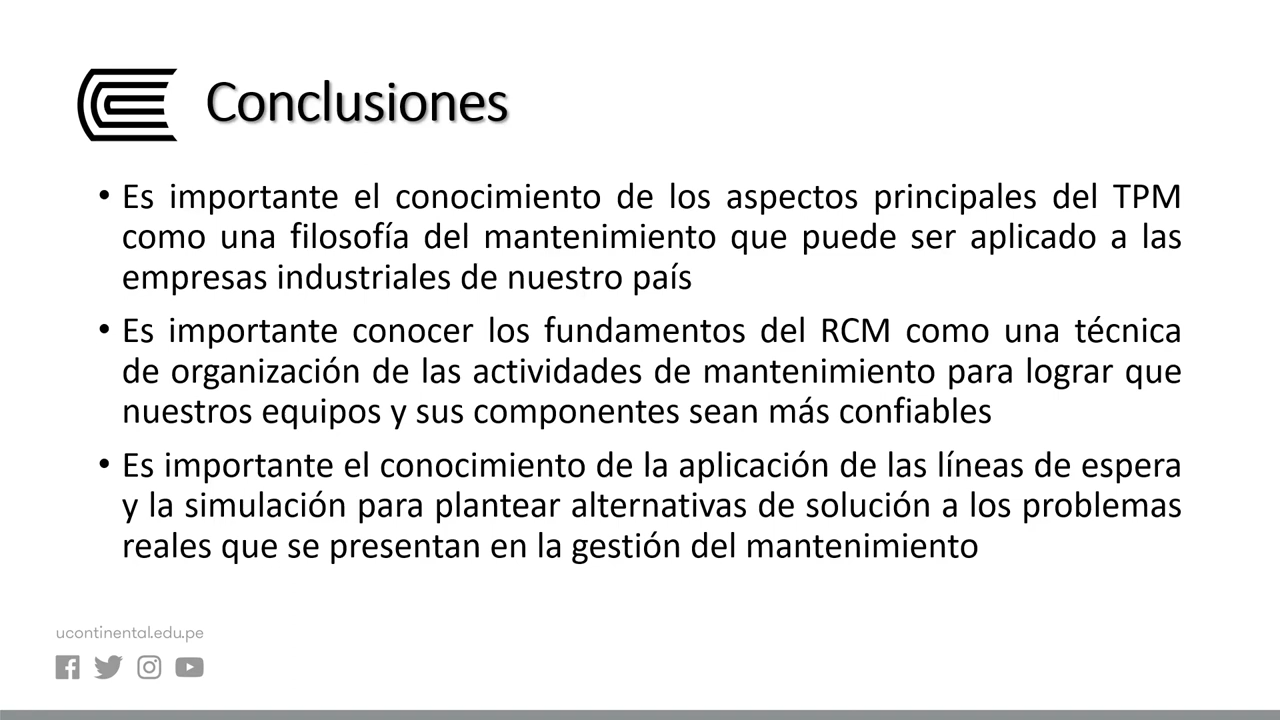 Conclusiones
• Es importante el conocimiento de los aspectos principales del TPM
como una filosofía del mantenimiento que puede ser aplicado a las
empresas industriales de nuestro país
• Es importante conocer los fundamentos del RCM como una técnica
de organización de las actividades de mantenimiento para lograr que
nuestros equipos y sus componentes sean más confiables
• Es importante el conocimiento de la aplicación de las líneas de espera
y la simulación para plantear alternativas de solución a los problemas
reales que se presentan en la gestión del mantenimiento
ucontinental.edu.pe